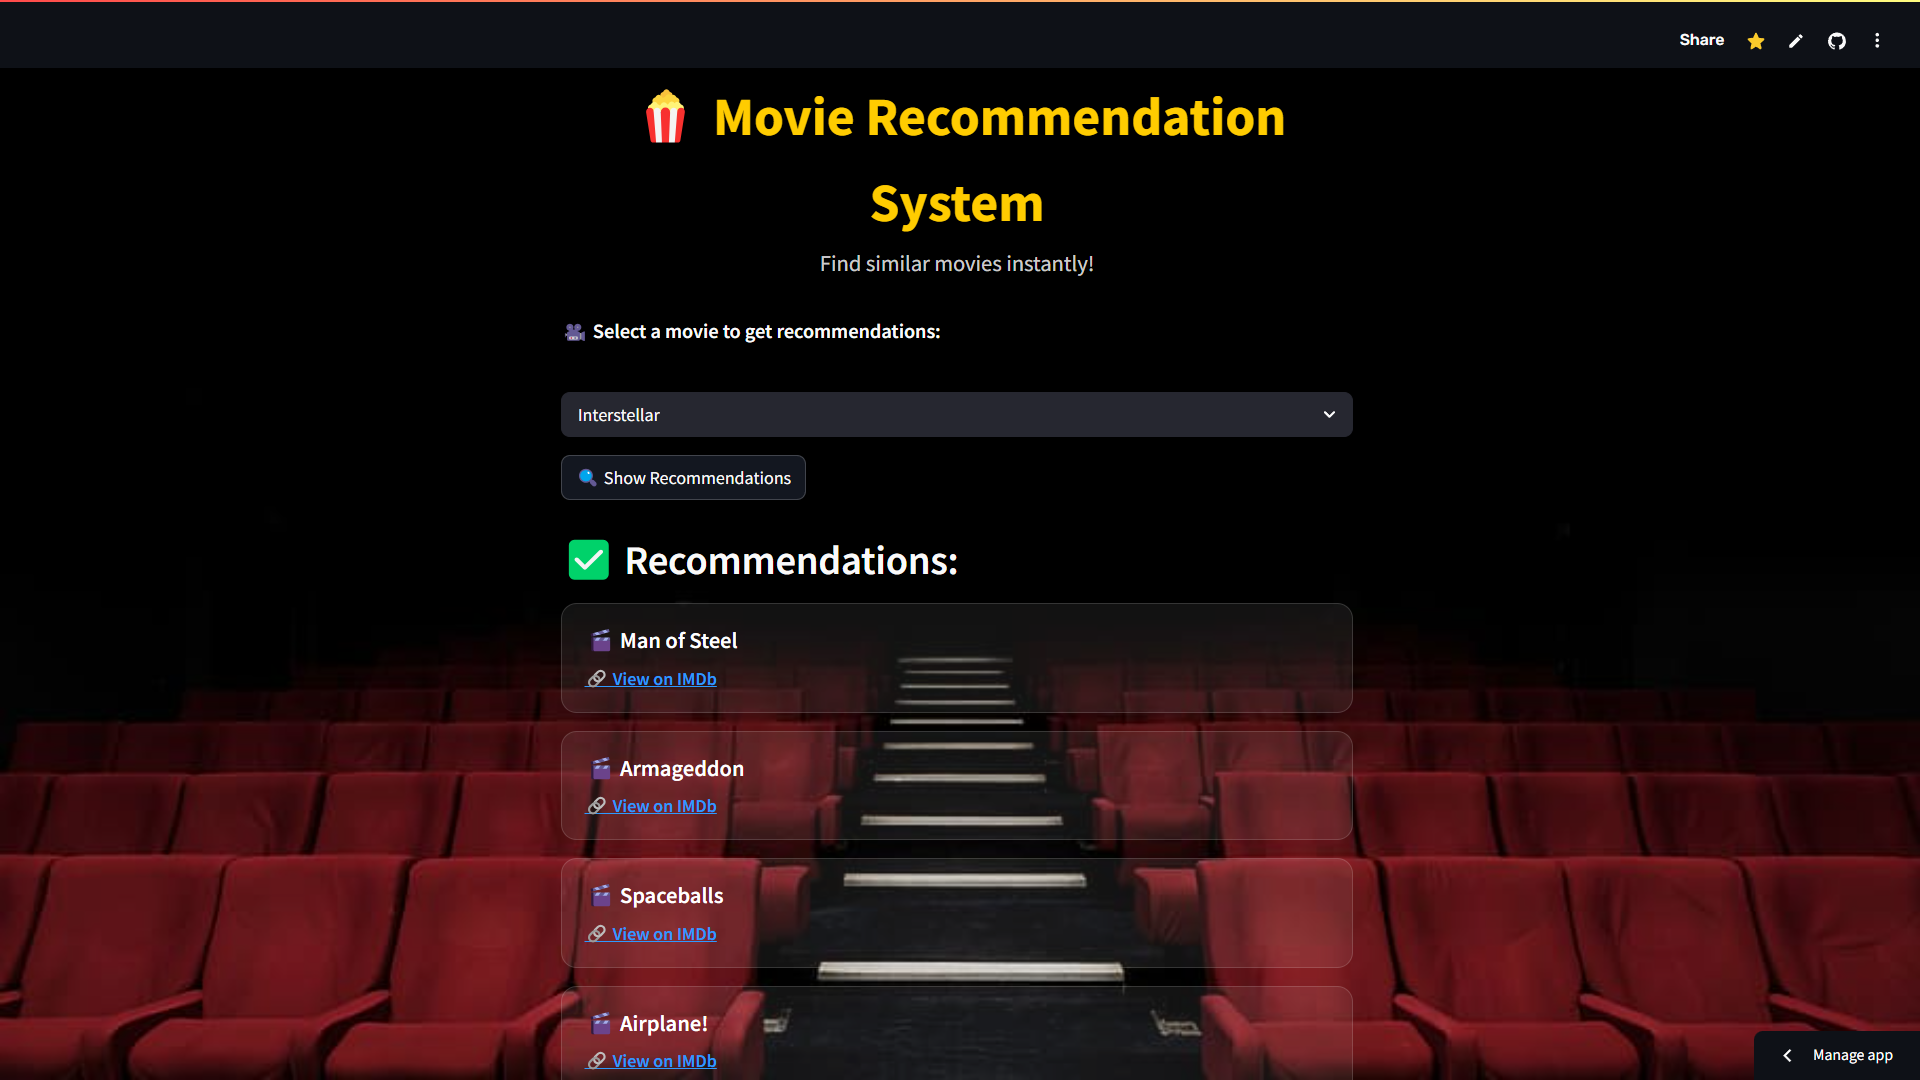 Share
🍿 Movie Recommendation
System
Find similar movies instantly!
🎥 Select a movie to get recommendations:
Interstellar
🔍 Show Recommendations
✅ Recommendations:
🎬 Man of Steel
🔗 View on IMDb
🎬 Armageddon
🔗 View on IMDb
🎬 Spaceballs
🔗 View on IMDb
🎬 Airplane!
🔗 View on IMDb
Manage app